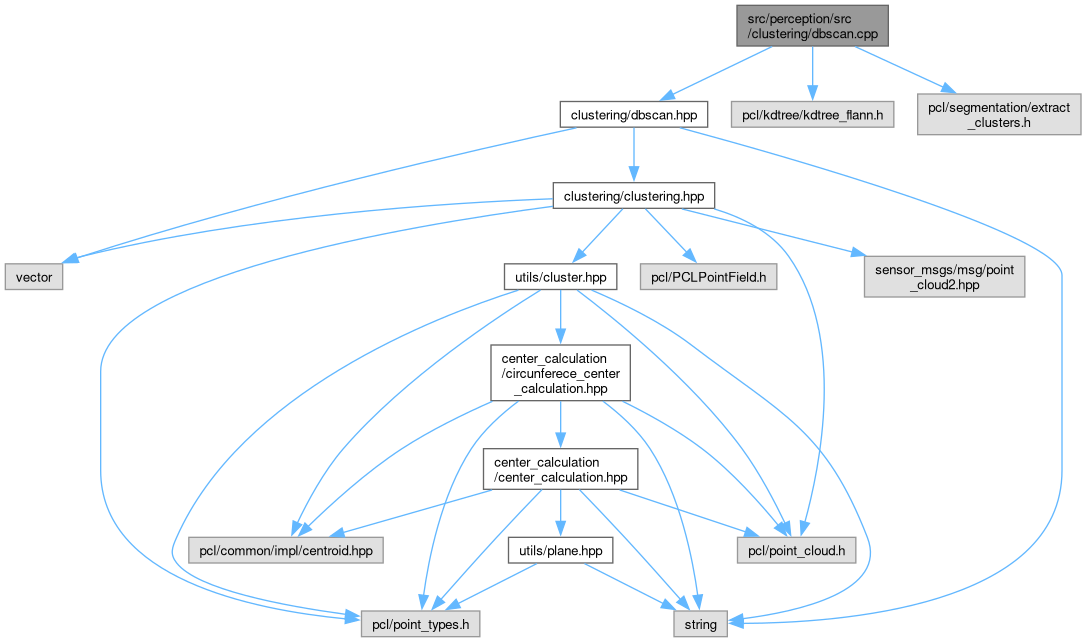 src/perception/src
/clustering/dbscan.cpp
clustering/dbscan.hpp
pcl/kdtree/kdtree_flann.h
pcl/segmentation/extract
_clusters.h
clustering/clustering.hpp
vector
utils/cluster.hpp
pcl/PCLPointField.h
sensor_msgs/msg/point
_cloud2.hpp
center_calculation
/circunferece_center
_calculation.hpp
center_calculation
/center_calculation.hpp
pcl/common/impl/centroid.hpp
utils/plane.hpp
pcl/point_cloud.h
pcl/point_types.h
string